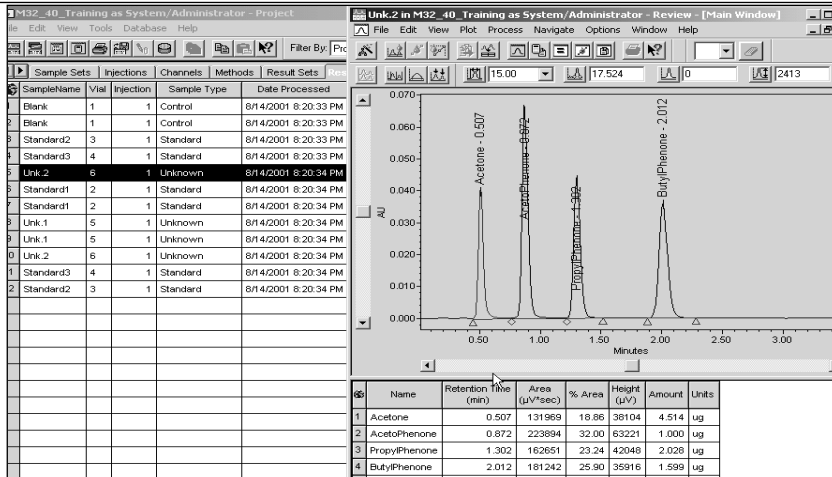 M32_40_Training as System/Administrator - Project
Edit View Tools Database Help
Filter By:
Sample Sets Injections Channels Methods Result Sets
SampleName Vial Injection Sample Type Date Processed
Blank 1 1 Control 8/14/2001 8:20:33 PM
2 Blank 1 1 Control 8/14/2001 8:20:33 PM
3 Standard2 3 1 Standard 8/14/2001 8:20:33 PM
Standard3 4 1 Standard 8/14/2001 8:20:33 PM
5 Unk.2 6 1 Unknown 8/14/2001 8:20:34 PM
Standard1 2 1 Standard 8/14/2001 8:20:34 PM
Standard1 2 1 Standard 8/14/2001 8:20:34 PM
Unk.1 5 1 Unknown 8/14/2001 8:20:34 PM
Unk.1 5 1 Unknown 8/14/2001 8:20:34 PM
0 Unk.2 6 1 Unknown 8/14/2001 8:20:34 PM
1 Standard3 4 1 Standard 8/14/2001 8:20:34 PM
2 Standard2 3 1 Standard 8/14/2001 8:20:34 PM
Unk.2 in M32_40_Training as System/Administrator - Review - [Main Window]
File Edit View Plot Process Navigate Options Window Help
15.00 17.524 0 2413
0.070
0.060
0.050
0.040
0.030
0.020
0.010
0.000
AU
Acetone - 0.507
AcetoPhenone - 0.872
PropylPhenone - 1.302
ButylPhenone - 2.012
0.50 1.00 1.50 2.00 2.50 3.00
Minutes
Name Retention Time (min) Area (µV*sec) % Area Height (µV) Amount Units
1 Acetone 0.507 131969 18.86 38104 4.514 ug
2 AcetoPhenone 0.872 223894 32.00 63221 1.000 ug
3 PropylPhenone 1.302 162651 23.24 42048 2.028 ug
4 ButylPhenone 2.012 181242 25.90 35916 1.599 ug